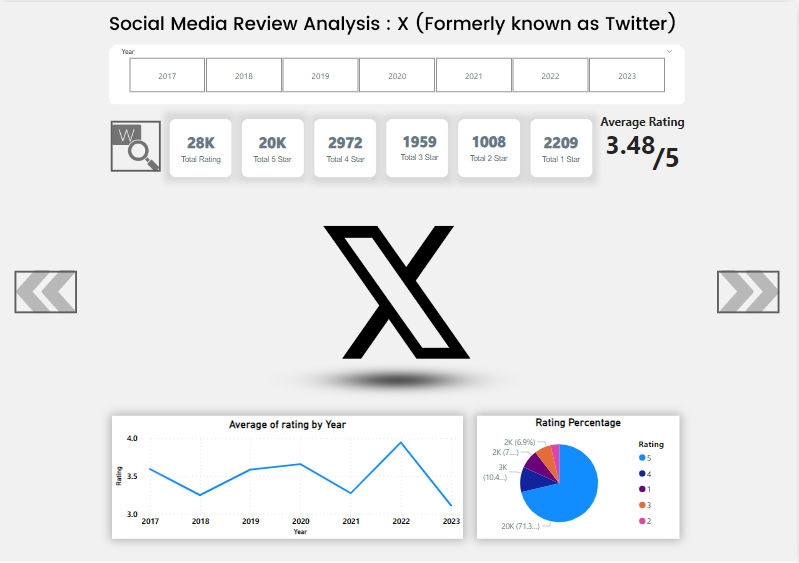 Social Media Review Analysis : X (Formerly known as Twitter)
Year
2017 2018 2019 2020 2021 2022 2023
W
28K
Total Rating
20K
Total 5 Star
2972
Total 4 Star
1959
Total 3 Star
1008
Total 2 Star
2209
Total 1 Star
Average Rating
3.48/5
X
Average of rating by Year
4.0
3.5
3.0
Rating
2017 2018 2019 2020 2021 2022 2023
Year
Rating Percentage
2K (6.9%)
2K (7....)
3K
(10.4...)
20K (71.3...)
Rating
5
4
1
3
2